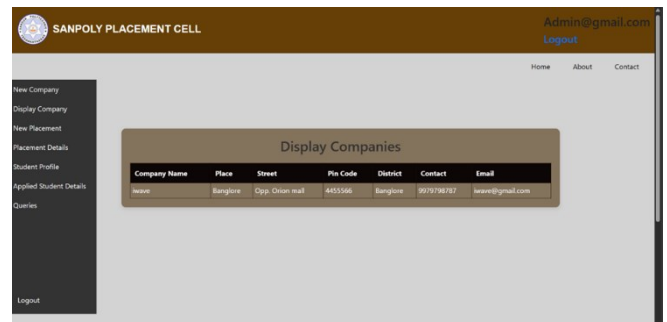 SANPOLY PLACEMENT CELL
Admin@gmail.com
Logout
Home About Contact
New Company
Display Company
New Placement
Placement Details
Student Profile
Applied Student Details
Queries
Logout
Display Companies
Company Name Place Street Pin Code District Contact Email
iwave Banglore Opp. Orion mall 4455566 Banglore 9979798787 iwave@gmail.com